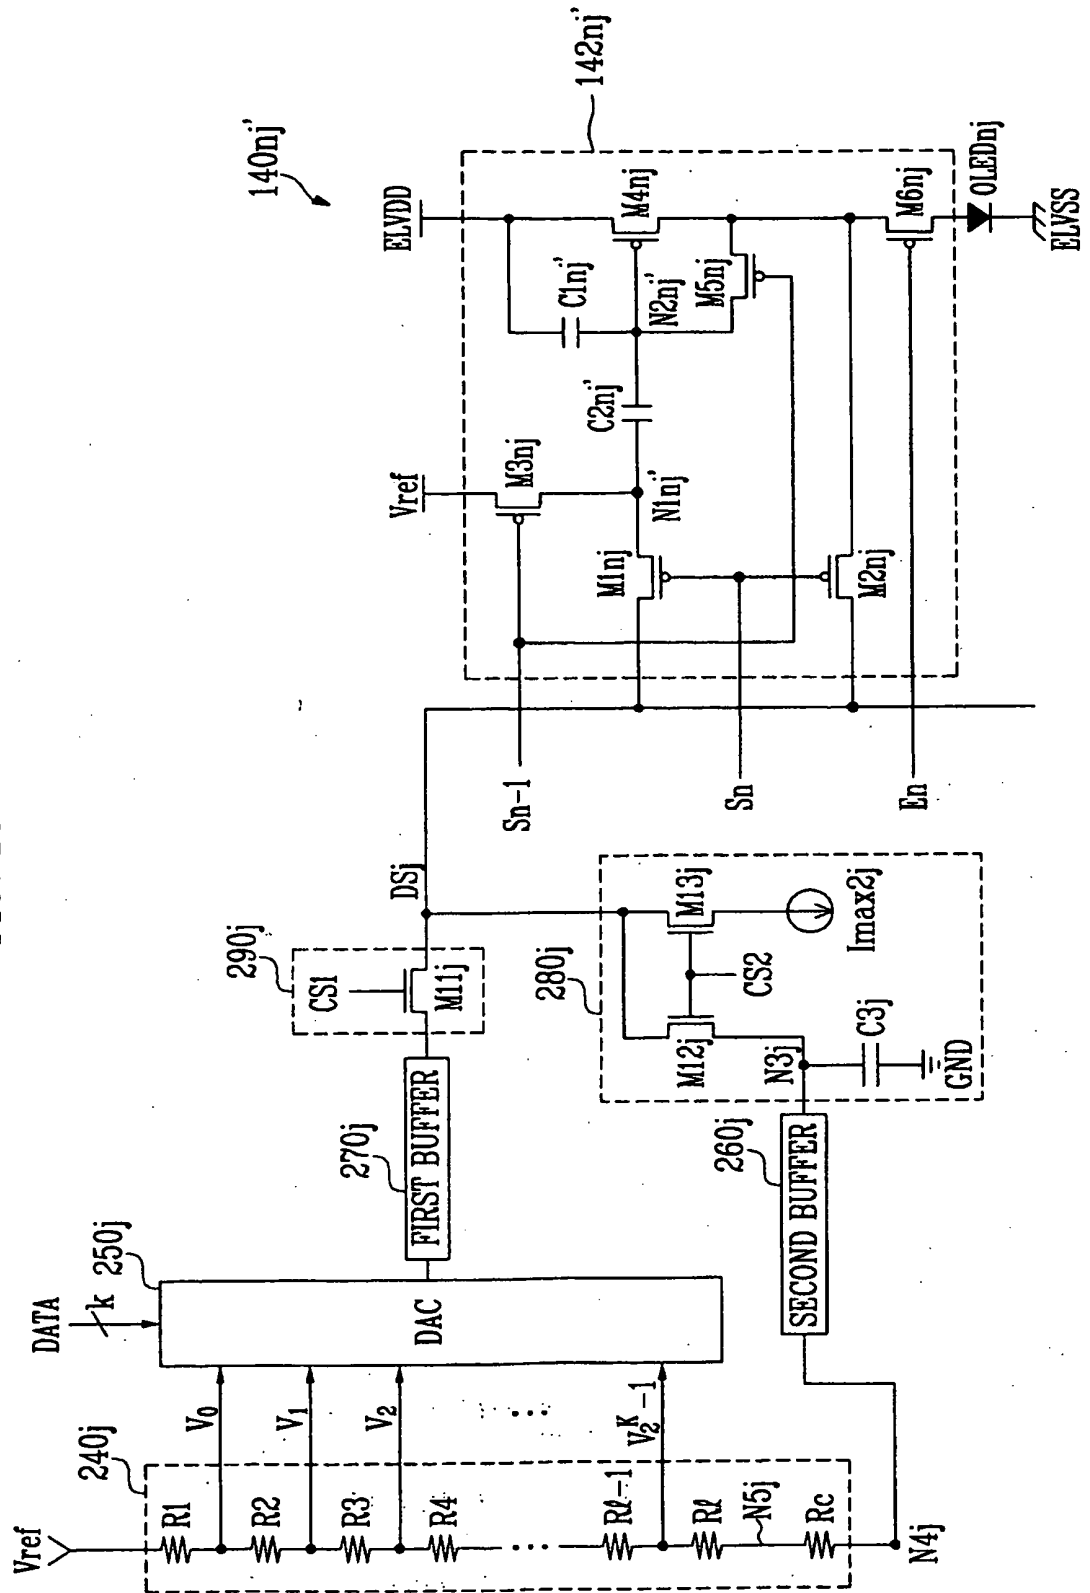 Vref
240j
R1
V0
R2
V1
R3
V2
R4
...
...
Rℓ-1
V2^K-1
Rℓ
N5j
Rc
N4j
DATA
k
250j
DAC
270j
FIRST BUFFER
260j
SECOND BUFFER
290j
CS1
M11j
DSj
280j
M12j
M13j
CS2
N3j
C3j
GND
Imax2j
Sn-1
Sn
En
140nj''
142nj''
Vref
M3nj
N1nj''
M1nj
M2nj
C2nj''
ELVDD
C1nj''
N2nj''
M4nj
M5nj
M6nj
OLEDnj
ELVSS